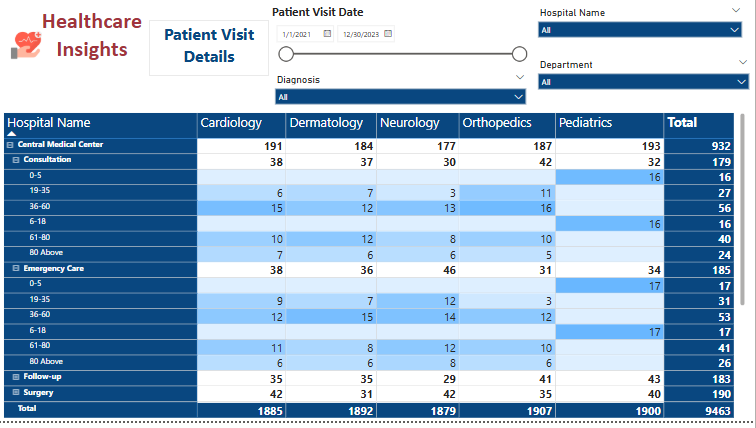 Healthcare
Insights
Patient Visit
Details
Patient Visit Date
1/1/2021 12/30/2023
Diagnosis
All
Hospital Name
All
Department
All
Hospital Name Cardiology Dermatology Neurology Orthopedics Pediatrics Total
Central Medical Center 191 184 177 187 193 932
Consultation 38 37 30 42 32 179
0-5 16 16
19-35 6 7 3 11 27
36-60 15 12 13 16 56
6-18 16 16
61-80 10 12 8 10 40
80 Above 7 6 6 5 24
Emergency Care 38 36 46 31 34 185
0-5 17 17
19-35 9 7 12 3 31
36-60 12 15 14 12 53
6-18 17 17
61-80 11 8 12 10 41
80 Above 6 6 8 6 26
Follow-up 35 35 29 41 43 183
Surgery 42 31 42 35 40 190
Total 1885 1892 1879 1907 1900 9463